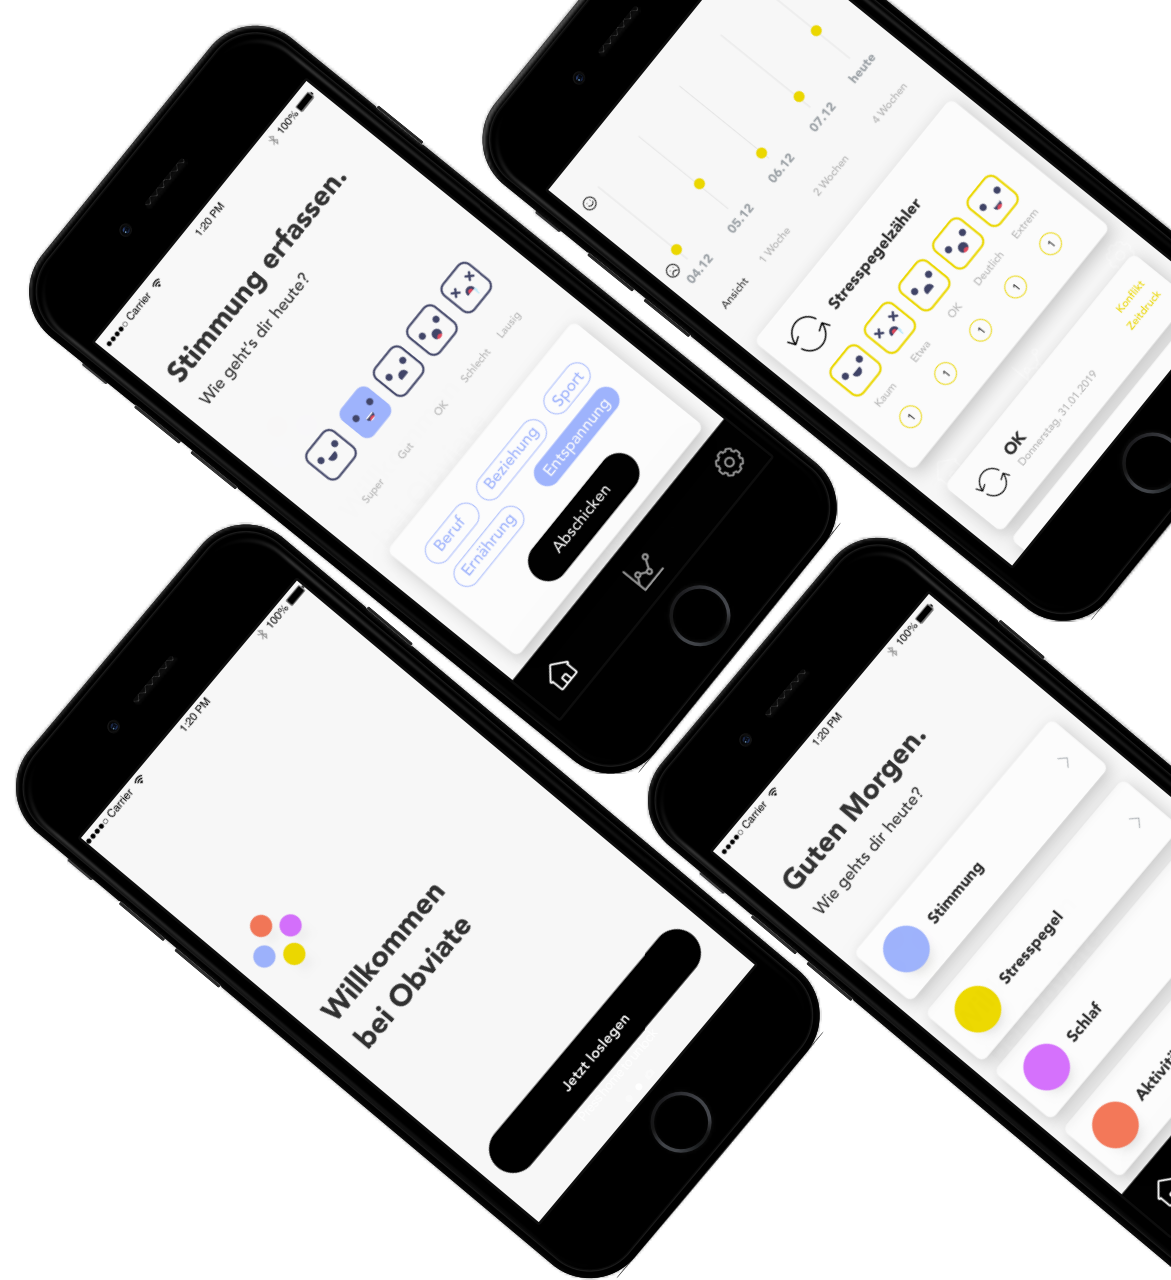 Carrier
1:20 PM
100%
Stimmung erfassen.
Wie geht's dir heute?
Super
Gut
OK
Schlecht
Lausig
Beruf
Beziehung
Sport
Ernährung
Entspannung
Abschicken
04.12
05.12
06.12
07.12
heute
Ansicht
1 Woche
2 Wochen
4 Wochen
Stresspegelzähler
Kaum
Etwa
OK
Deutlich
Extrem
1
1
1
1
1
OK
Donnerstag, 31.01.2019
Konflikt
Zeitdruck
Carrier
1:20 PM
100%
Willkommen
bei Obviate
Jetzt loslegen
Carrier
1:20 PM
100%
Guten Morgen.
Wie gehts dir heute?
Stimmung
Stresspegel
Schlaf